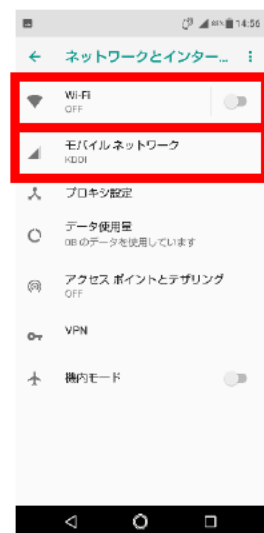 14:56
ネットワークとインター...
Wi-Fi
OFF
モバイル ネットワーク
KDDI
プロキシ設定
データ使用量
0B のデータを使用しています
アクセス ポイントとテザリング
OFF
VPN
機内モード